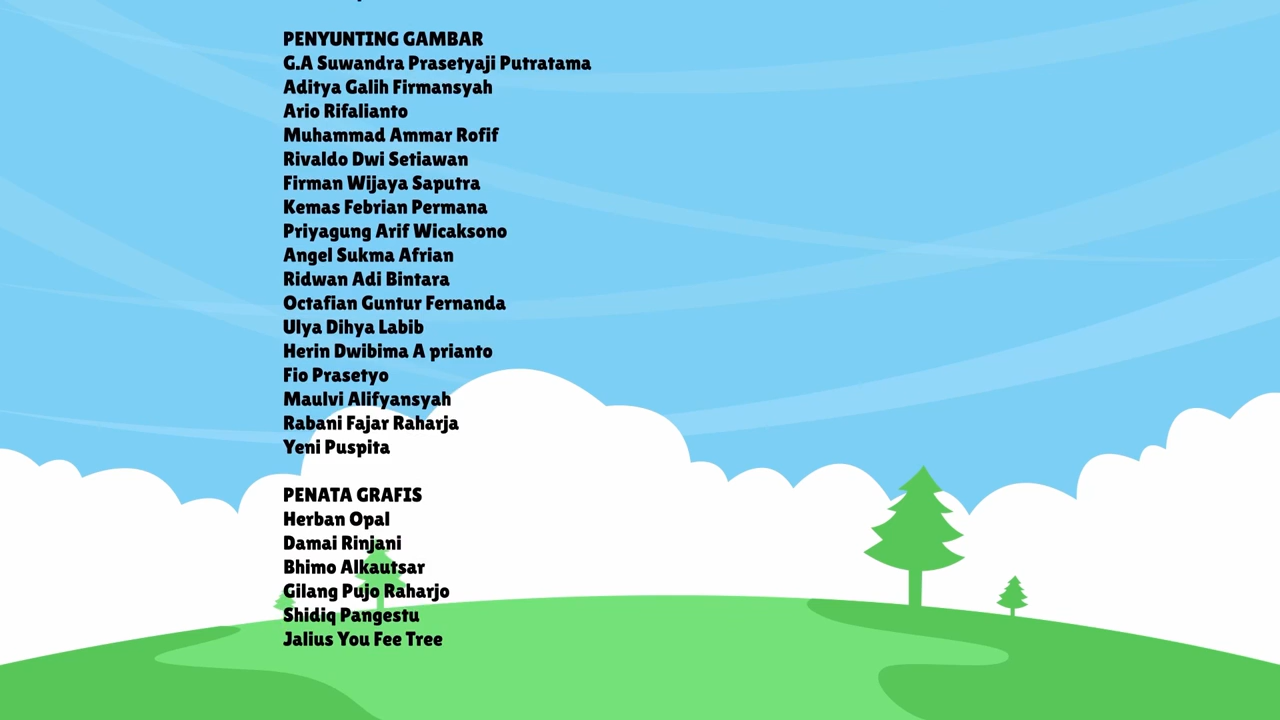 PENYUNTING GAMBAR
G.A Suwandra Prasetyaji Putratama
Aditya Galih Firmansyah
Ario Rifalianto
Muhammad Ammar Rofif
Rivaldo Dwi Setiawan
Firman Wijaya Saputra
Kemas Febrian Permana
Priyagung Arif Wicaksono
Angel Sukma Afrian
Ridwan Adi Bintara
Octafian Guntur Fernanda
Ulya Dihya Labib
Herin Dwibima A prianto
Fio Prasetyo
Maulvi Alifyansyah
Rabani Fajar Raharja
Yeni Puspita
PENATA GRAFIS
Herban Opal
Damai Rinjani
Bhimo Alkautsar
Gilang Pujo Raharjo
Shidiq Pangestu
Jalius You Fee Tree